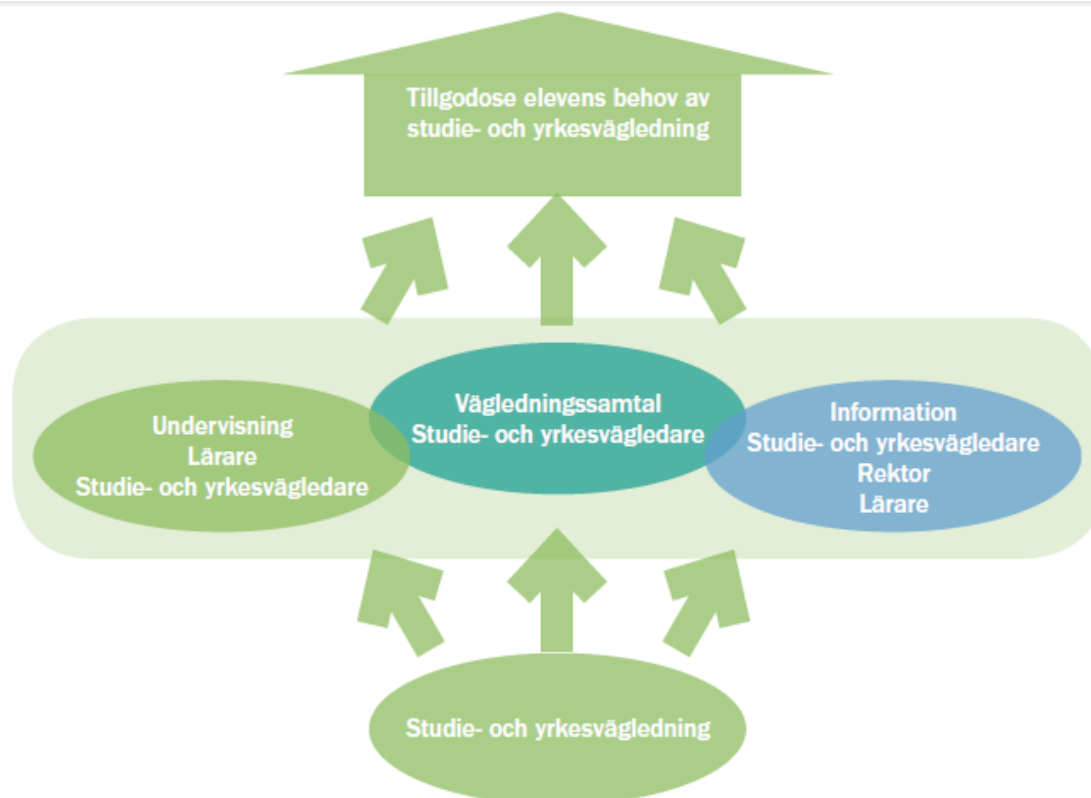 Tillgodose elevens behov av
studie- och yrkesvägledning
Vägledningssamtal
Studie- och yrkesvägledare
Undervisning
Lärare
Studie- och yrkesvägledare
Information
Studie- och yrkesvägledare
Rektor
Lärare
Studie- och yrkesvägledning